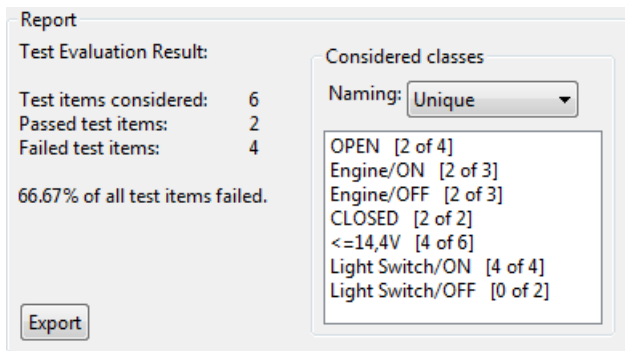 Report
Test Evaluation Result:
Test items considered: 6
Passed test items: 2
Failed test items: 4
66.67% of all test items failed.
Export
Considered classes
Naming: Unique
OPEN [2 of 4]
Engine/ON [2 of 3]
Engine/OFF [2 of 3]
CLOSED [2 of 2]
<=14,4V [4 of 6]
Light Switch/ON [4 of 4]
Light Switch/OFF [0 of 2]